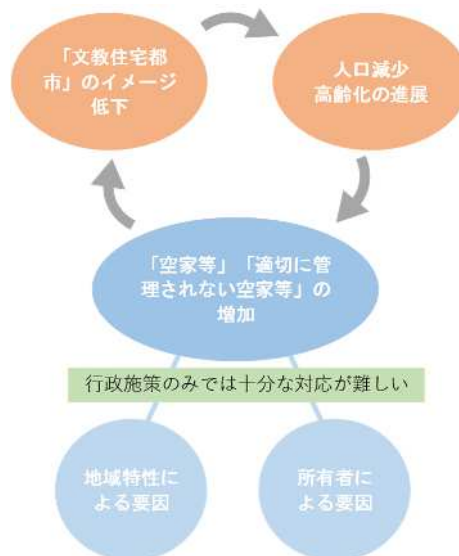 「文教住宅都
市」のイメージ
低下
人口減少
高齢化の進展
「空家等」「適切に管
理されない空家等」の
増加
行政施策のみでは十分な対応が難しい
地域特性に
よる要因
所有者に
よる要因